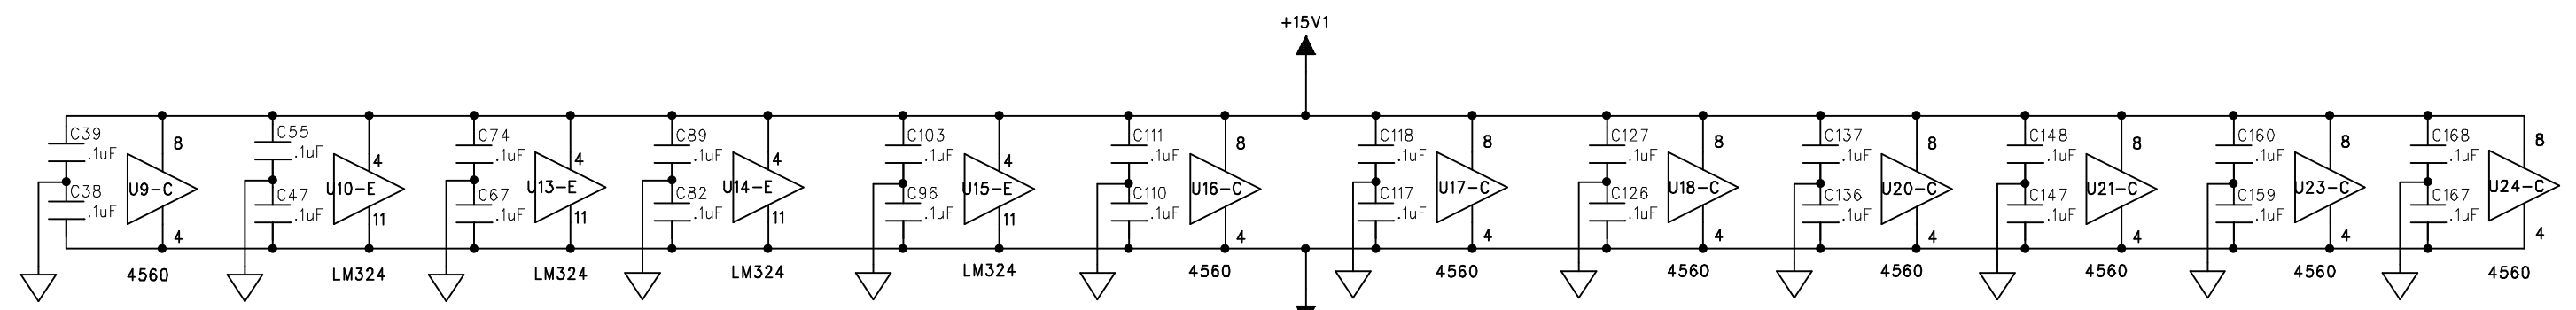 +15V1
C39 8 C55 4 C74 4 C89 4 C103 4 C111 8 C118 8 C127 8 C137 8 C148 8 C160 8 C168 8
.1uF .1uF .1uF .1uF .1uF .1uF .1uF .1uF .1uF .1uF .1uF .1uF
U9-C U10-E U13-E U14-E U15-E U16-C U17-C U18-C U20-C U21-C U23-C U24-C
C38 C47 C67 C82 C96 C110 C117 C126 C136 C147 C159 C167
.1uF .1uF .1uF .1uF .1uF .1uF .1uF .1uF .1uF .1uF .1uF .1uF
4 11 11 11 11 4 4 4 4 4 4 4
4560 LM324 LM324 LM324 LM324 4560 4560 4560 4560 4560 4560 4560